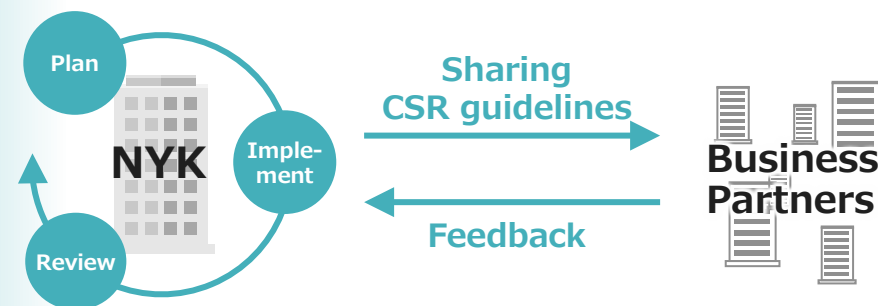 Plan
NYK
Imple-
ment
Review
Sharing
CSR guidelines
Feedback
Business
Partners